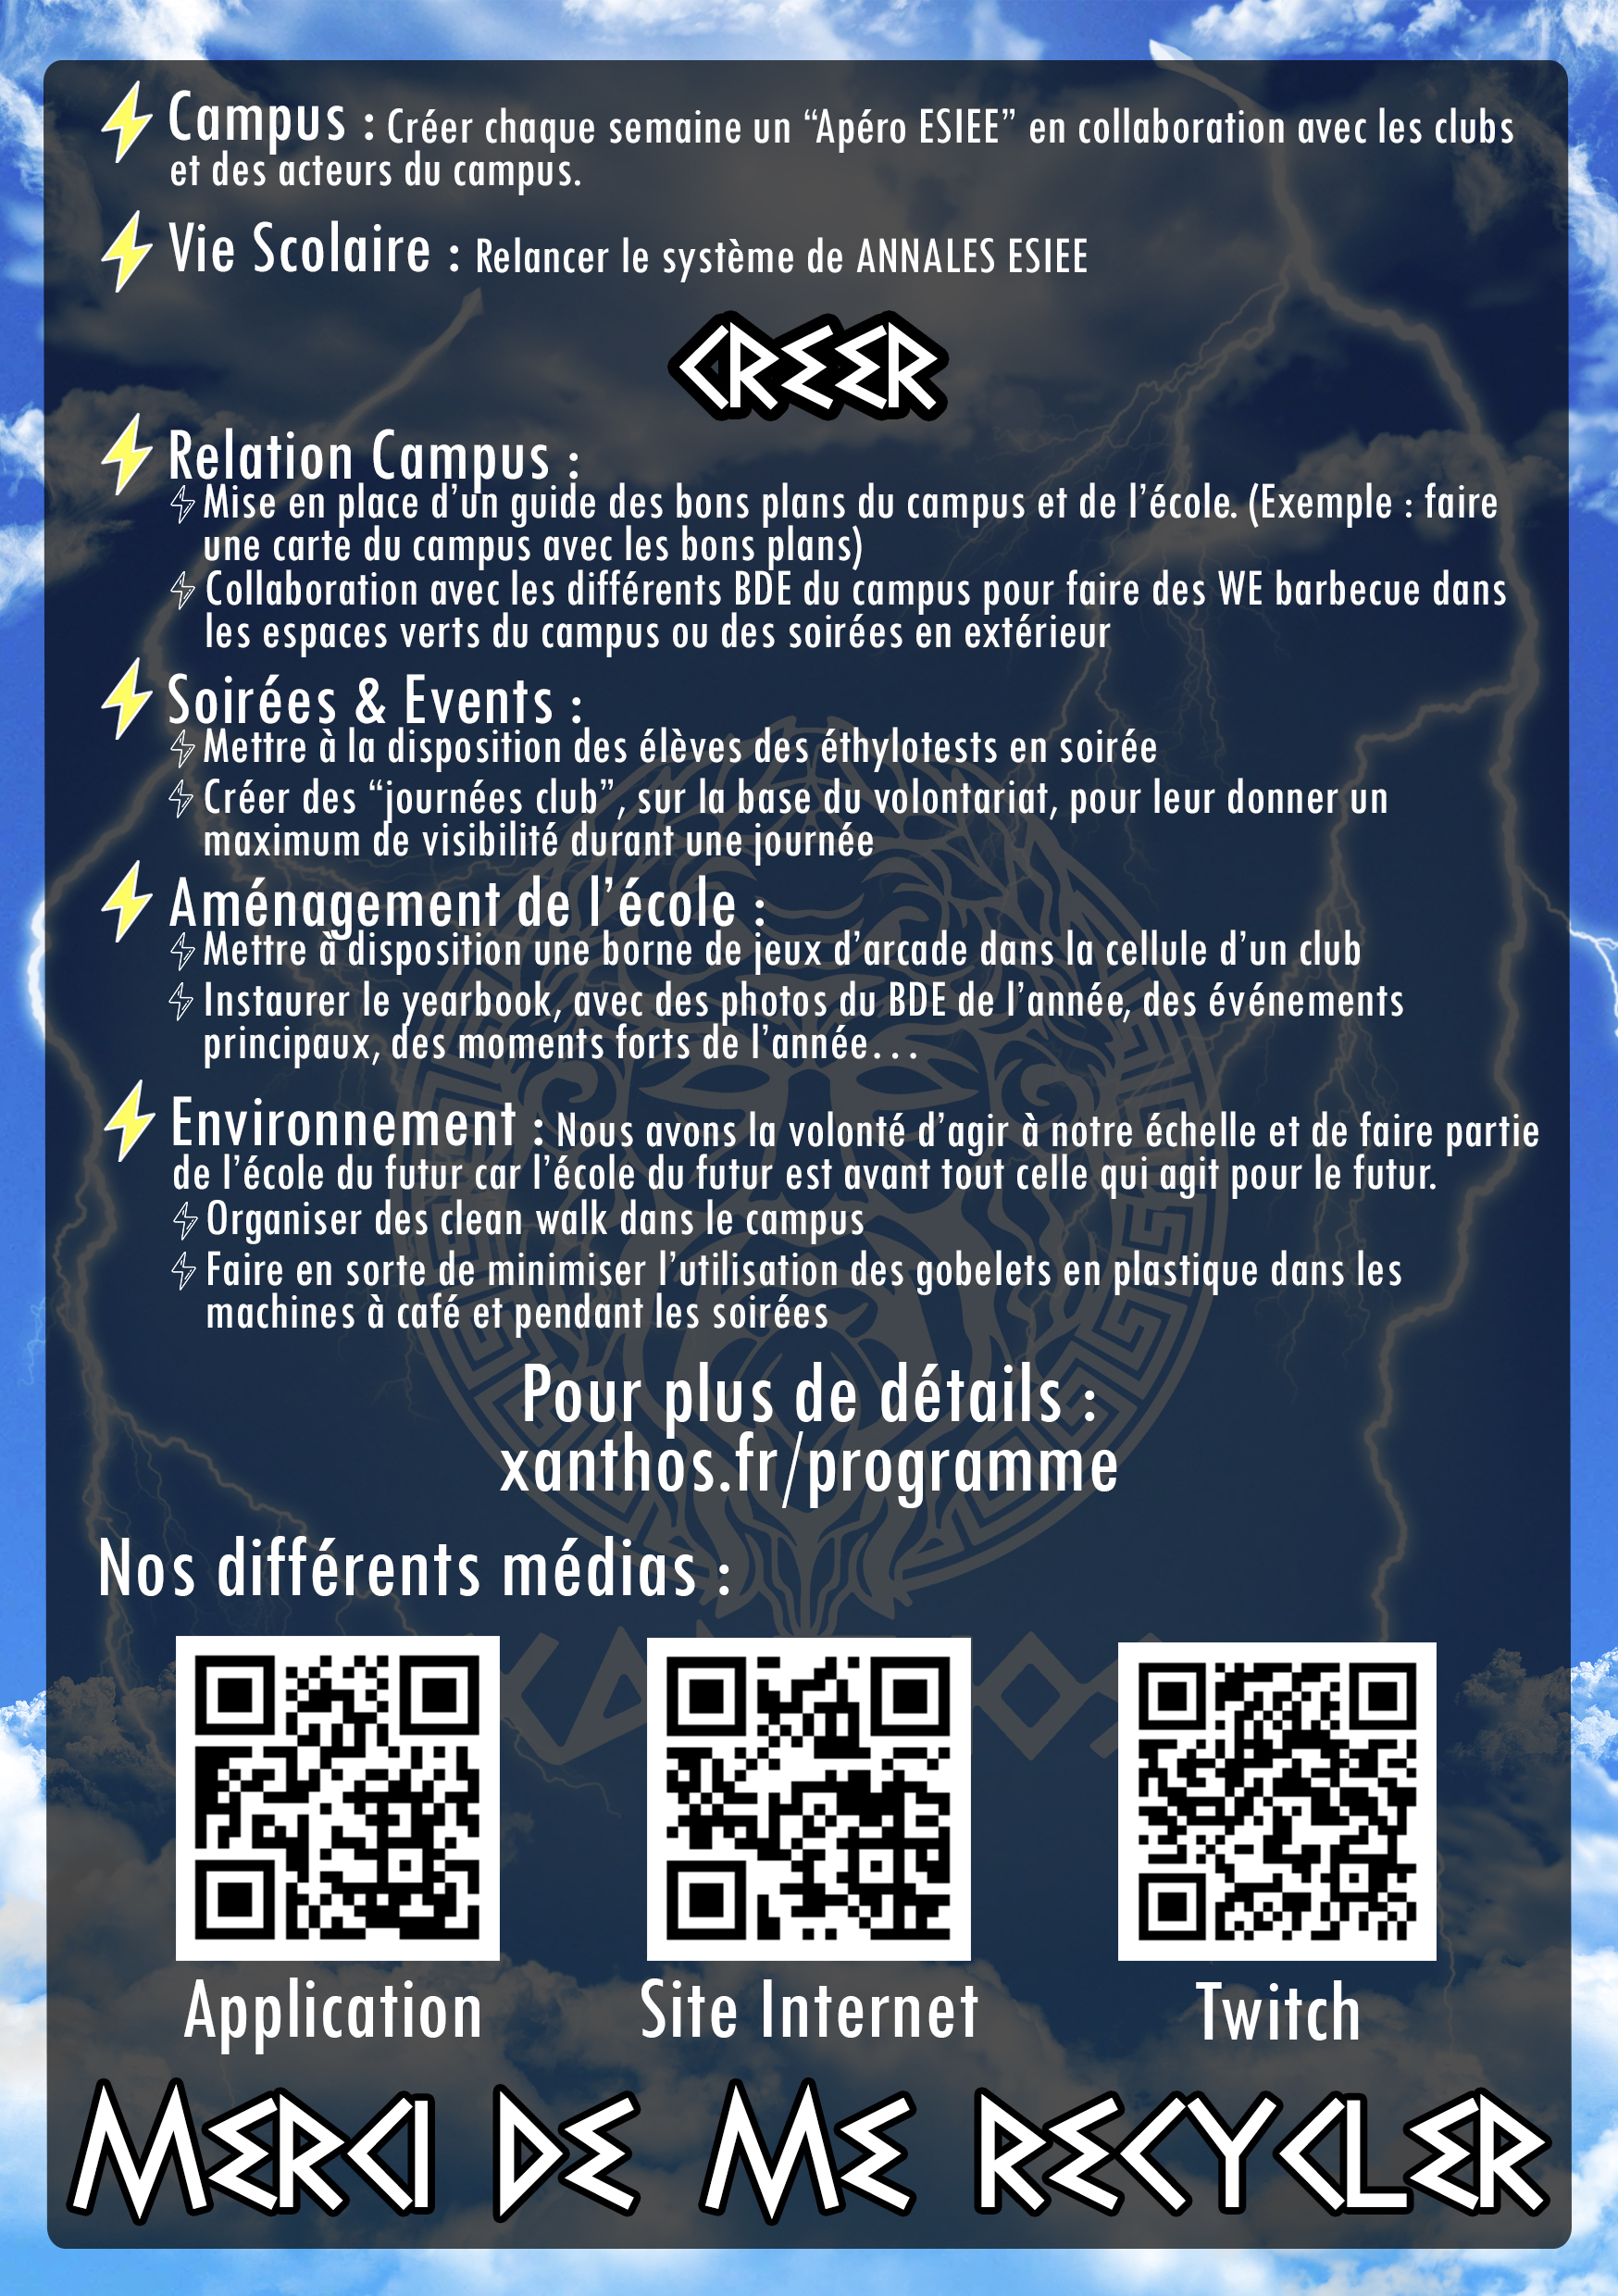 Campus : Créer chaque semaine un “Apéro ESIEE” en collaboration avec les clubs
et des acteurs du campus.
Vie Scolaire : Relancer le système de ANNALES ESIEE
CREER
Relation Campus :
Mise en place d’un guide des bons plans du campus et de l’école. (Exemple : faire
une carte du campus avec les bons plans)
Collaboration avec les différents BDE du campus pour faire des WE barbecue dans
les espaces verts du campus ou des soirées en extérieur
Soirées & Events :
Mettre à la disposition des élèves des éthylotests en soirée
Créer des “journées club”, sur la base du volontariat, pour leur donner un
maximum de visibilité durant une journée
Aménagement de l’école :
Mettre à disposition une borne de jeux d’arcade dans la cellule d’un club
Instaurer le yearbook, avec des photos du BDE de l’année, des événements
principaux, des moments forts de l’année...
Environnement : Nous avons la volonté d’agir à notre échelle et de faire partie
de l’école du futur car l’école du futur est avant tout celle qui agit pour le futur.
Organiser des clean walk dans le campus
Faire en sorte de minimiser l’utilisation des gobelets en plastique dans les
machines à café et pendant les soirées
Pour plus de détails :
xanthos.fr/programme
Nos différents médias :
Application
Site Internet
Twitch
MERCI DE ME RECYCLER